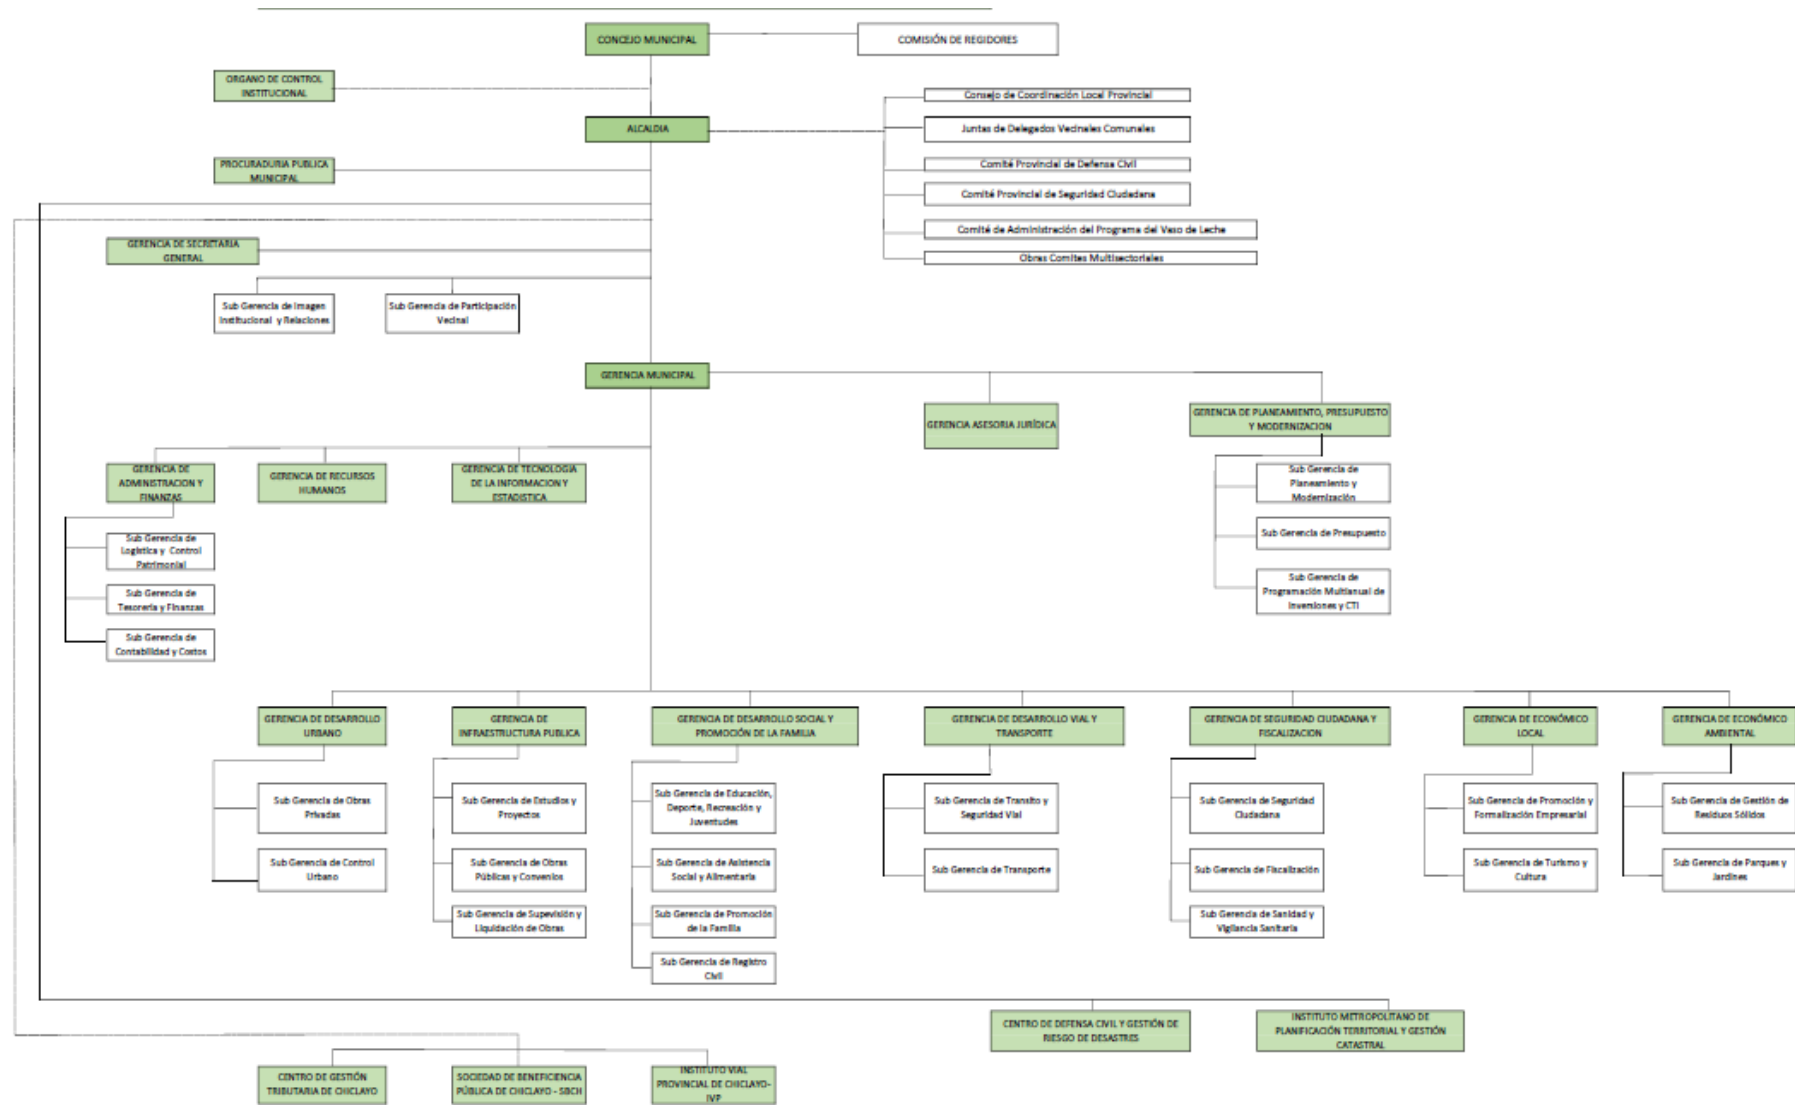 CONCEJO MUNICIPAL
COMISIÓN DE REGIDORES
ORGANO DE CONTROL
INSTITUCIONAL
Consejo de Coordinación Local Provincial
ALCALDIA
Juntas de Delegados Vecinales Comunales
PROCURADURIA PUBLICA
MUNICIPAL
Comité Provincial de Defensa Civil
Comité Provincial de Seguridad Ciudadana
Comité de Administración del Programa del Vaso de Leche
GERENCIA DE SECRETARIA
GENERAL
Obras Comites Multisectoriales
Sub Gerencia de Imagen
Institucional y Relaciones
Sub Gerencia de Participación
Vecinal
GERENCIA MUNICIPAL
GERENCIA ASESORIA JURÍDICA
GERENCIA DE PLANEAMIENTO, PRESUPUESTO
Y MODERNIZACION
GERENCIA DE
ADMINISTRACION Y
FINANZAS
GERENCIA DE RECURSOS
HUMANOS
GERENCIA DE TECNOLOGIA
DE LA INFORMACION Y
ESTADISTICA
Sub Gerencia de
Planeamiento y
Modernización
Sub Gerencia de Presupuesto
Sub Gerencia de
Programación Multianual de
Inversiones y CTI
Sub Gerencia de
Logística y Control
Patrimonial
Sub Gerencia de
Tesorería y Finanzas
Sub Gerencia de
Contabilidad y Costos
GERENCIA DE DESARROLLO
URBANO
GERENCIA DE
INFRAESTRUCTURA PUBLICA
GERENCIA DE DESARROLLO SOCIAL Y
PROMOCIÓN DE LA FAMILIA
GERENCIA DE DESARROLLO VIAL Y
TRANSPORTE
GERENCIA DE SEGURIDAD CIUDADANA Y
FISCALIZACION
GERENCIA DE ECONÓMICO
LOCAL
GERENCIA DE ECONÓMICO
AMBIENTAL
Sub Gerencia de Obras
Privadas
Sub Gerencia de Estudios y
Proyectos
Sub Gerencia de Educación,
Deporte, Recreación y
Juventudes
Sub Gerencia de Transito y
Seguridad Vial
Sub Gerencia de Seguridad
Ciudadana
Sub Gerencia de Promoción y
Formalización Empresarial
Sub Gerencia de Gestión de
Residuos Sólidos
Sub Gerencia de Control
Urbano
Sub Gerencia de Obras
Públicas y Convenios
Sub Gerencia de Asistencia
Social y Alimentaria
Sub Gerencia de Transporte
Sub Gerencia de Fiscalización
Sub Gerencia de Turismo y
Cultura
Sub Gerencia de Parques y
Jardines
Sub Gerencia de Supevisión y
Liquidación de Obras
Sub Gerencia de Promoción
de la Familia
Sub Gerencia de Sanidad y
Vigilancia Sanitaria
Sub Gerencia de Registro
Civil
CENTRO DE DEFENSA CIVIL Y GESTIÓN DE
RIESGO DE DESASTRES
INSTITUTO METROPOLITANO DE
PLANIFICACIÓN TERRITORIAL Y GESTIÓN
CATASTRAL
CENTRO DE GESTIÓN
TRIBUTARIA DE CHICLAYO
SOCIEDAD DE BENEFICIENCIA
PÚBLICA DE CHICLAYO - SBCH
INSTITUTO VIAL
PROVINCIAL DE CHICLAYO-
IVP